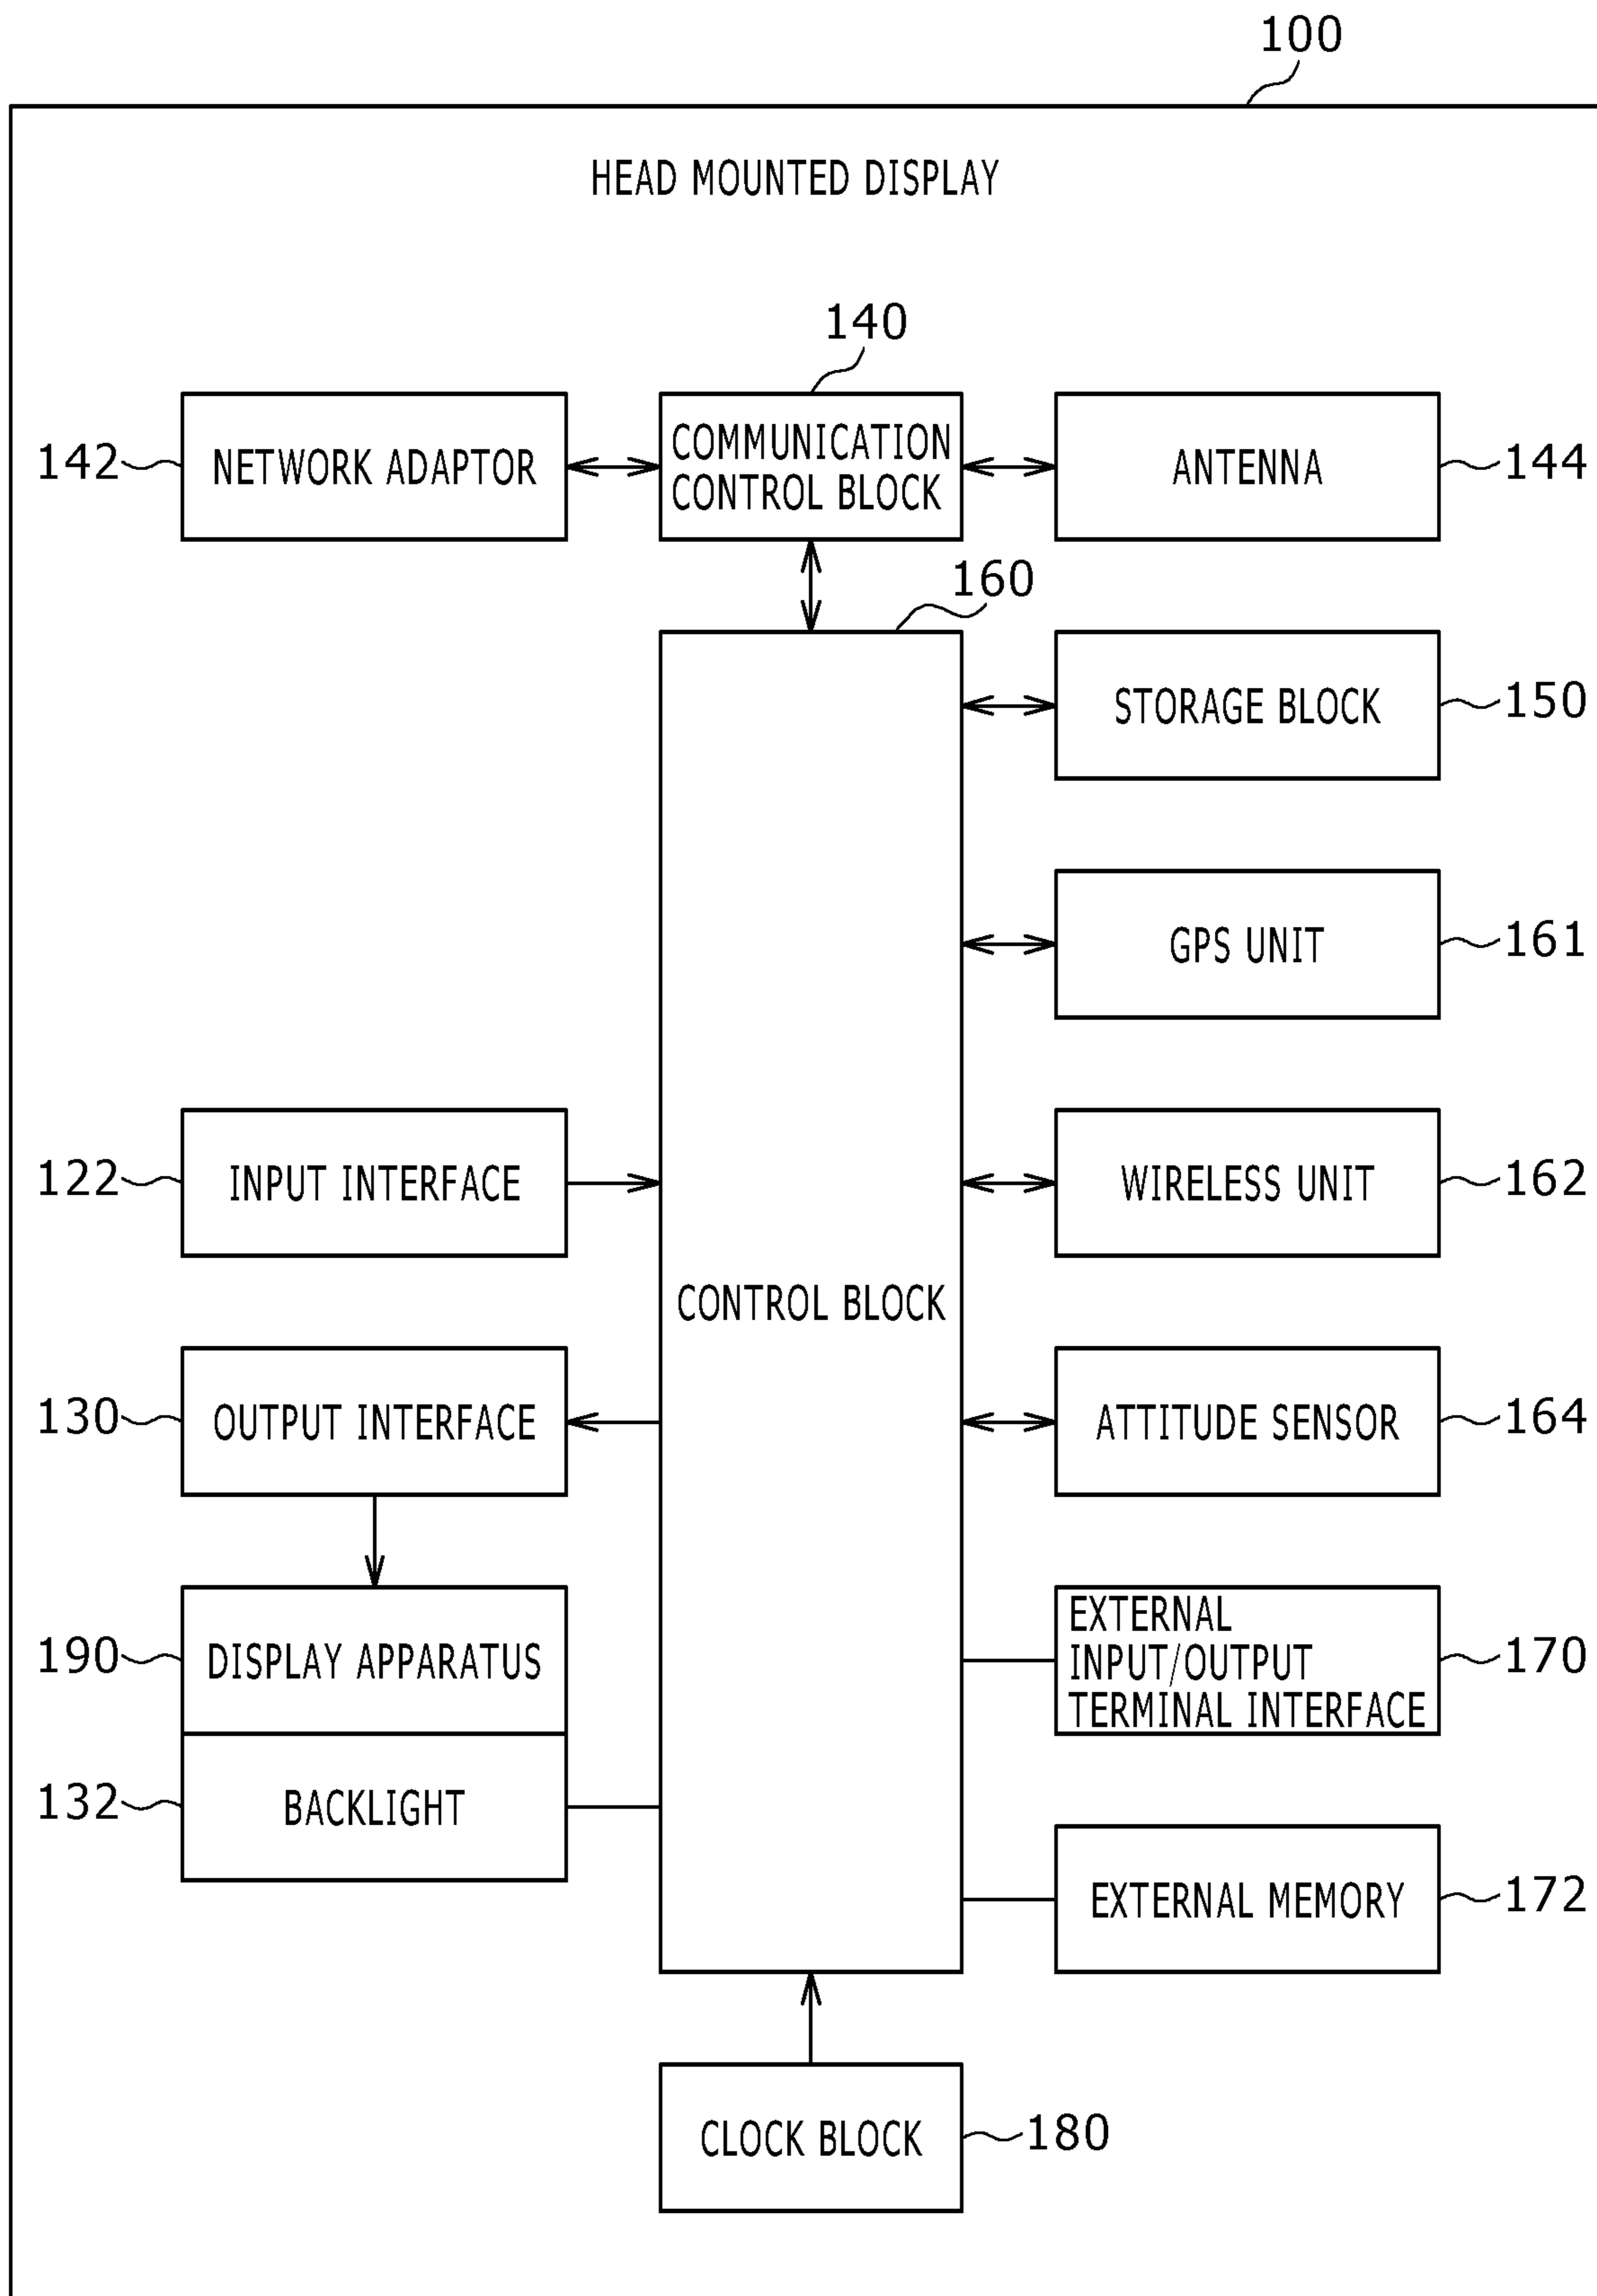 100
HEAD MOUNTED DISPLAY
140
142
NETWORK ADAPTOR
COMMUNICATION
CONTROL BLOCK
ANTENNA
144
160
STORAGE BLOCK
150
GPS UNIT
161
122
INPUT INTERFACE
WIRELESS UNIT
162
CONTROL BLOCK
130
OUTPUT INTERFACE
ATTITUDE SENSOR
164
190
DISPLAY APPARATUS
EXTERNAL
INPUT/OUTPUT
TERMINAL INTERFACE
170
132
BACKLIGHT
EXTERNAL MEMORY
172
CLOCK BLOCK
180